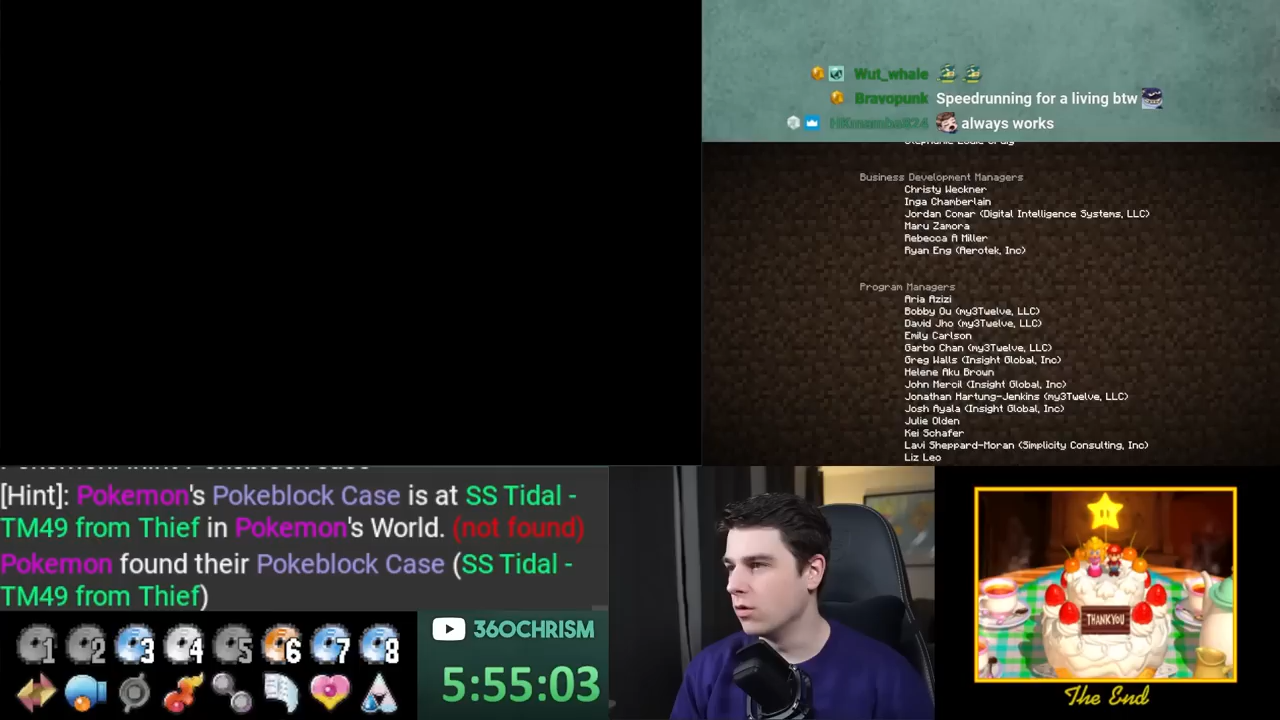 Wut_whale
Bravopunk Speedrunning for a living btw
HKmamba824 always works
Business Development Managers
Christy Weckner
Inga Chamberlain
Jordan Comar (Digital Intelligence Systems, LLC)
Maru Zamora
Rebecca A Miller
Ryan Eng (Aerotek, Inc)
Program Managers
Aria Azizi
Bobby Ou (my3Twelve, LLC)
David Jho (my3Twelve, LLC)
Emily Carlson
Garbo Chan (my3Twelve, LLC)
Greg Walls (Insight Global, Inc)
Helene Aku Brown
John Mercil (Insight Global, Inc)
Jonathan Hartung-Jenkins (my3Twelve, LLC)
Josh Ayala (Insight Global, Inc)
Julie Olden
Kei Schafer
Lavi Sheppard-Moran (Simplicity Consulting, Inc)
Liz Leo
[Hint]: Pokemon's Pokeblock Case is at SS Tidal -
TM49 from Thief in Pokemon's World. (not found)
Pokemon found their Pokeblock Case (SS Tidal -
TM49 from Thief)
1 2 3 4 5 6 7 8
360CHRISM
5:55:03
THANK YOU
The End